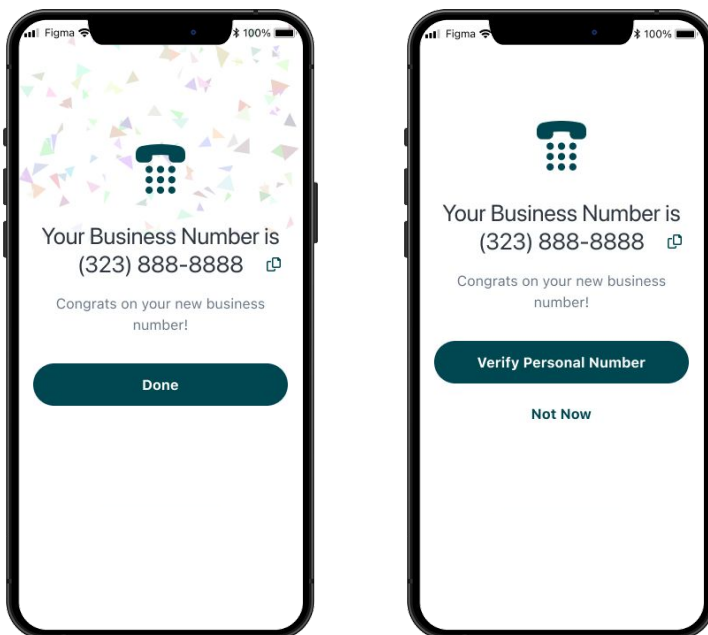 Figma
100%
Your Business Number is
(323) 888-8888
Congrats on your new business
number!
Done
Figma
100%
Your Business Number is
(323) 888-8888
Congrats on your new business
number!
Verify Personal Number
Not Now